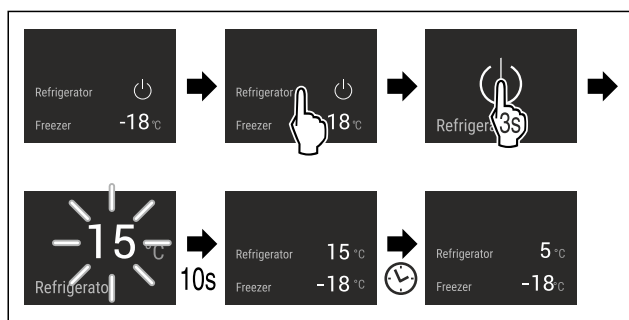 Refrigerator
Freezer -18 °C
Refrigerator
Freezer 18 °C
Refrigera 3s
15 °C
Refrigerato
10s
Refrigerator 15 °C
Freezer -18 °C
Refrigerator 5 °C
Freezer -18 °C